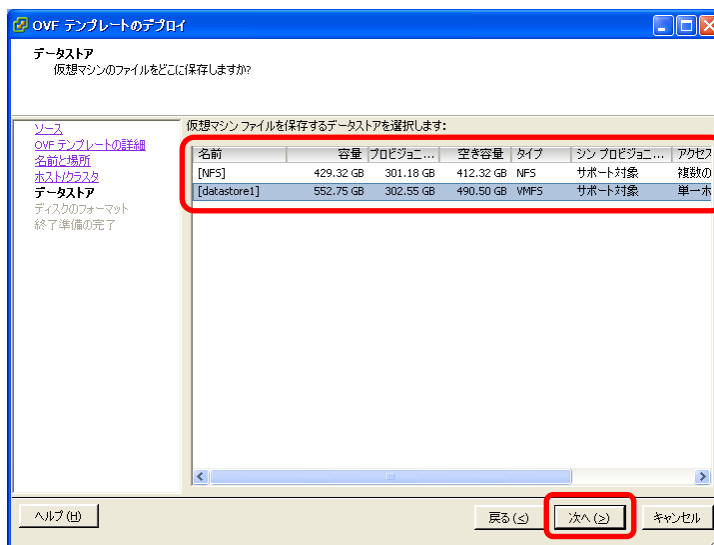 OVF テンプレートのデプロイ
データストア
仮想マシンのファイルをどこに保存しますか?
ソース
OVF テンプレートの詳細
名前と場所
ホスト/クラスタ
データストア
ディスクのフォーマット
終了準備の完了
仮想マシン ファイルを保存するデータストアを選択します:
名前 容量 プロビジョニ... 空き容量 タイプ シン プロビジョニ... アクセス
[NFS] 429.32 GB 301.18 GB 412.32 GB NFS サポート対象 複数の
[datastore1] 552.75 GB 302.55 GB 490.50 GB VMFS サポート対象 単一ホ
ヘルプ(H) 戻る(<) 次へ(>) キャンセル